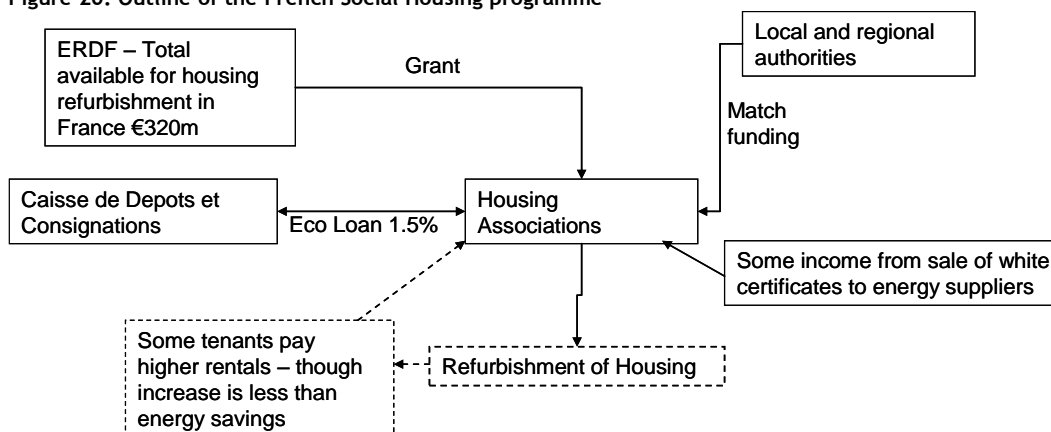 Figure 20: Outline of the French Social Housing programme
ERDF – Total
available for housing
refurbishment in
France €320m
Grant
Local and regional
authorities
Match
funding
Caisse de Depots et
Consignations
Eco Loan 1.5%
Housing
Associations
Some income from sale of white
certificates to energy suppliers
Some tenants pay
higher rentals – though
increase is less than
energy savings
Refurbishment of Housing